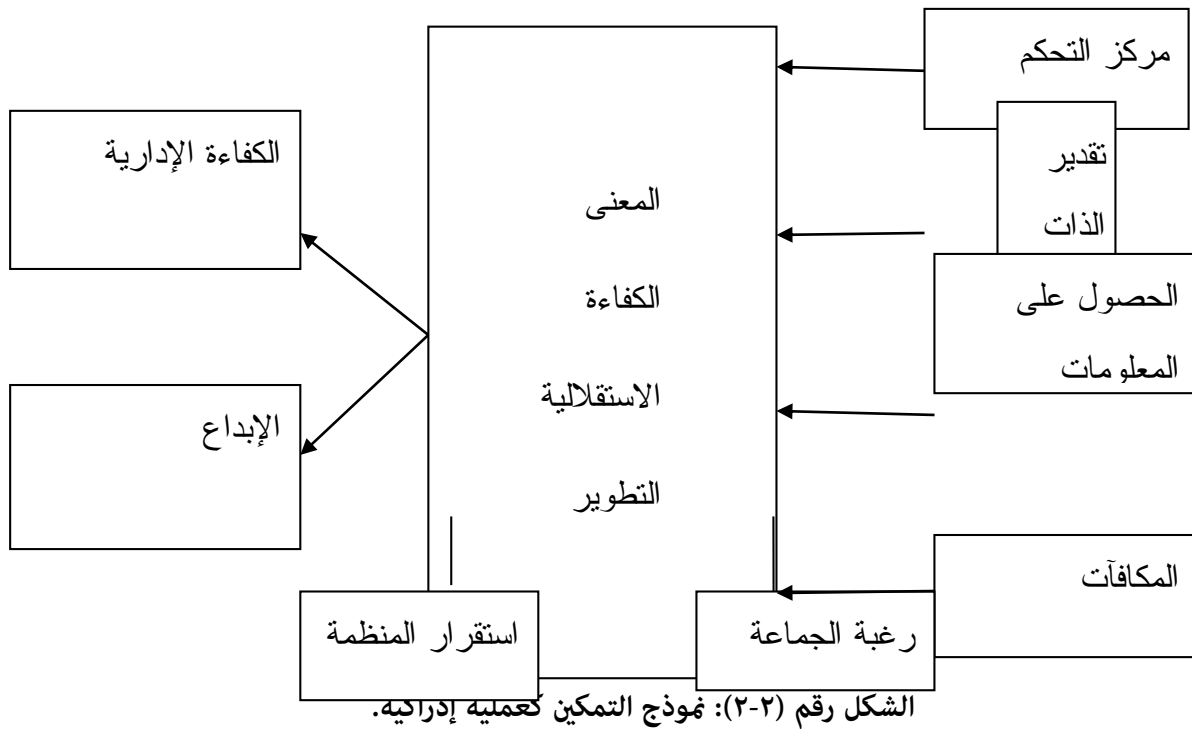 مركز التحكم
تقدير
الذات
الحصول على
المعلومات
المكافآت
المعنى
الكفاءة
الاستقلالية
التطوير
الكفاءة الإدارية
الإبداع
رغبة الجماعة
استقرار المنظمة
الشكل رقم (٢-٢): نموذج التمكين كعملية إدراكية.